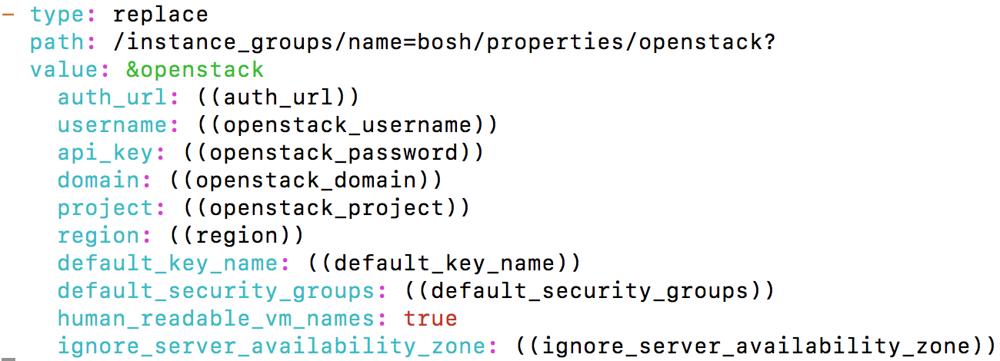 - type: replace
  path: /instance_groups/name=bosh/properties/openstack?
  value: &openstack
    auth_url: ((auth_url))
    username: ((openstack_username))
    api_key: ((openstack_password))
    domain: ((openstack_domain))
    project: ((openstack_project))
    region: ((region))
    default_key_name: ((default_key_name))
    default_security_groups: ((default_security_groups))
    human_readable_vm_names: true
    ignore_server_availability_zone: ((ignore_server_availability_zone))